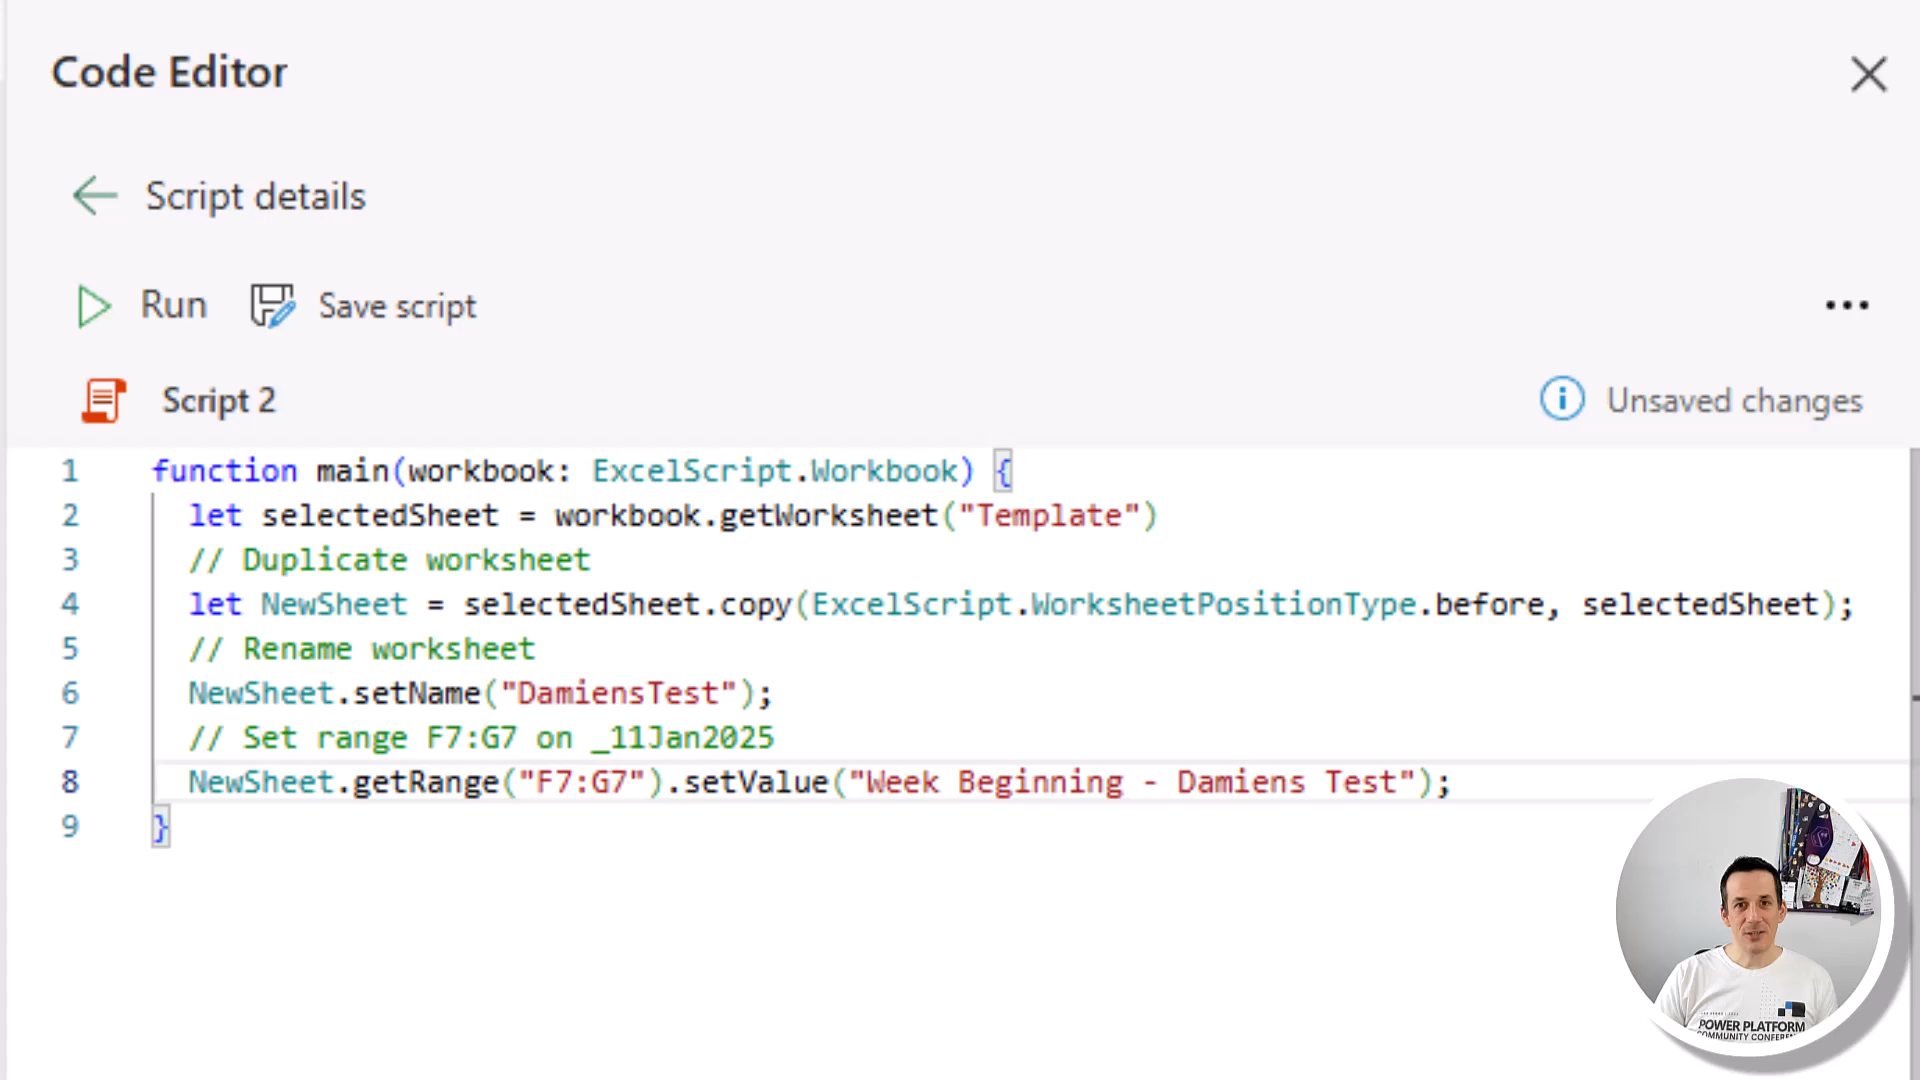 Code Editor
Script details
Run Save script
Script 2 Unsaved changes
1 function main(workbook: ExcelScript.Workbook) {
2 let selectedSheet = workbook.getWorksheet("Template")
3 // Duplicate worksheet
4 let NewSheet = selectedSheet.copy(ExcelScript.WorksheetPositionType.before, selectedSheet);
5 // Rename worksheet
6 NewSheet.setName("DamiensTest");
7 // Set range F7:G7 on _11Jan2025
8 NewSheet.getRange("F7:G7").setValue("Week Beginning - Damiens Test");
9 }
POWER PLATFORM